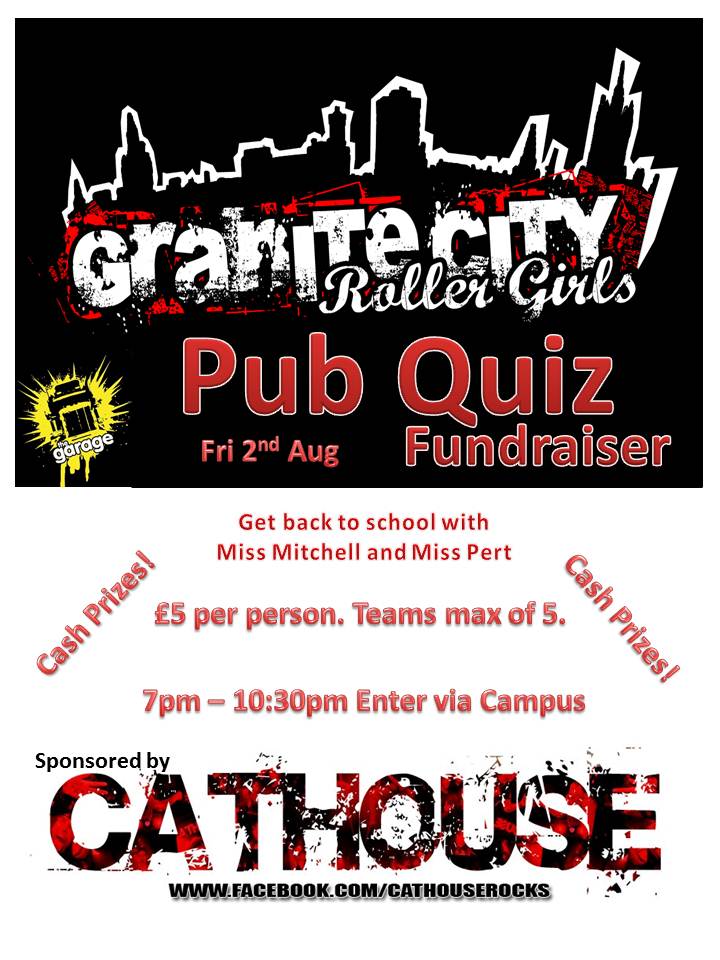 Granite City
Roller Girls
Pub Quiz
Fri 2nd Aug
Fundraiser
the
garage
Get back to school with
Miss Mitchell and Miss Pert
Cash Prizes!
Cash Prizes!
£5 per person. Teams max of 5.
7pm – 10:30pm Enter via Campus
Sponsored by
CATHOUSE
WWW.FACEBOOK.COM/CATHOUSEROCKS